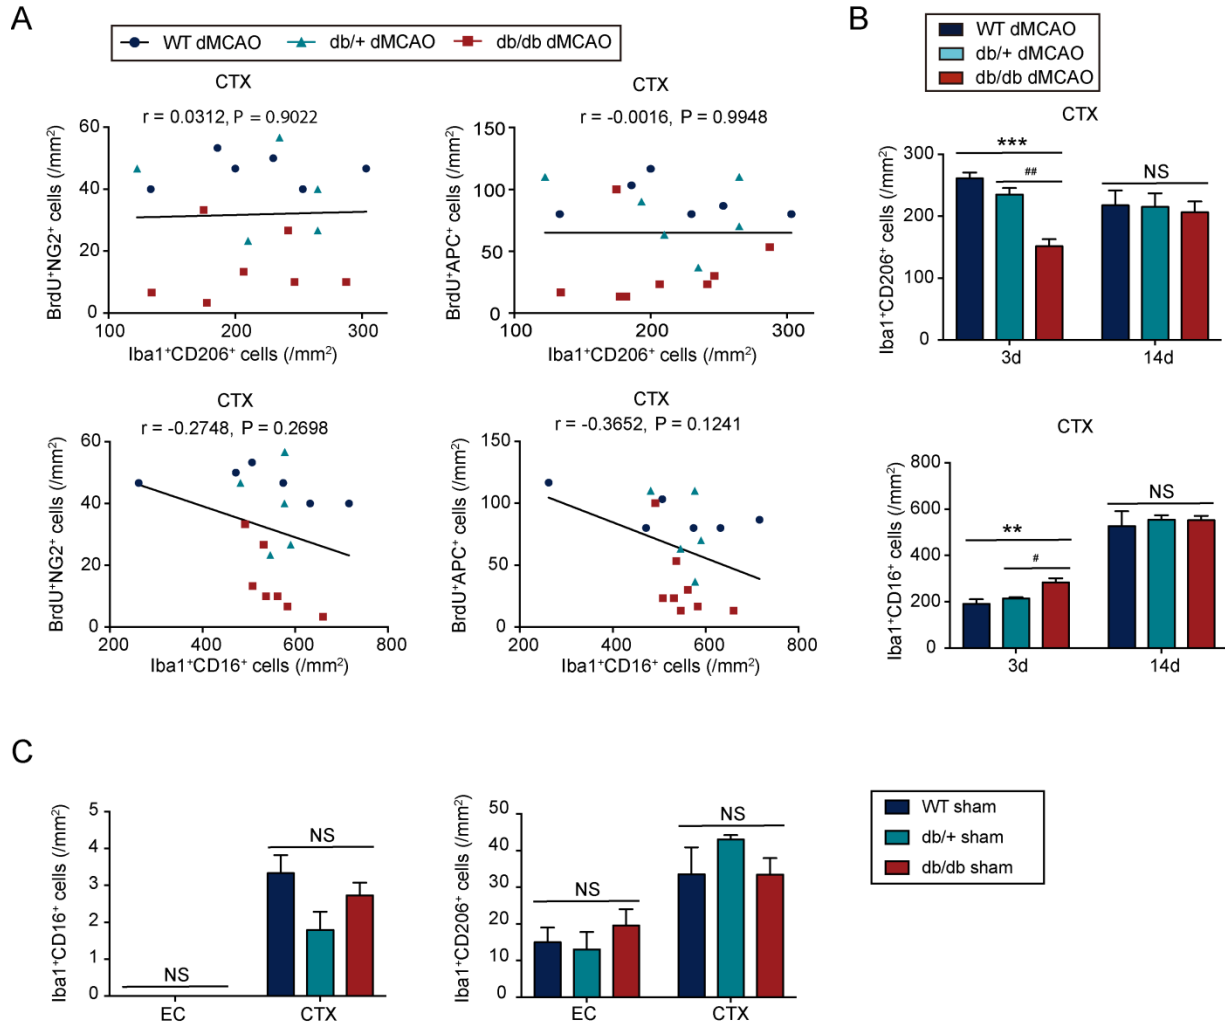 A
WT dMCAO db/+ dMCAO db/db dMCAO
CTX
r = 0.0312, P = 0.9022
BrdU⁺NG2⁺ cells (/mm²)
60
40
20
0
100 200 300
Iba1⁺CD206⁺ cells (/mm²)
CTX
r = -0.0016, P = 0.9948
BrdU⁺APC⁺ cells (/mm²)
150
100
50
0
100 200 300
Iba1⁺CD206⁺ cells (/mm²)
CTX
r = -0.2748, P = 0.2698
BrdU⁺NG2⁺ cells (/mm²)
60
40
20
0
200 400 600 800
Iba1⁺CD16⁺ cells (/mm²)
CTX
r = -0.3652, P = 0.1241
BrdU⁺APC⁺ cells (/mm²)
150
100
50
0
200 400 600 800
Iba1⁺CD16⁺ cells (/mm²)
B
WT dMCAO
db/+ dMCAO
db/db dMCAO
CTX
Iba1⁺CD206⁺ cells (/mm²)
300
200
100
0
***
##
NS
3d 14d
CTX
Iba1⁺CD16⁺ cells (/mm²)
800
600
400
200
0
**
#
NS
3d 14d
C
Iba1⁺CD16⁺ cells (/mm²)
5
4
3
2
1
0
NS
NS
EC CTX
Iba1⁺CD206⁺ cells (/mm²)
50
40
30
20
10
0
NS
NS
EC CTX
WT sham
db/+ sham
db/db sham